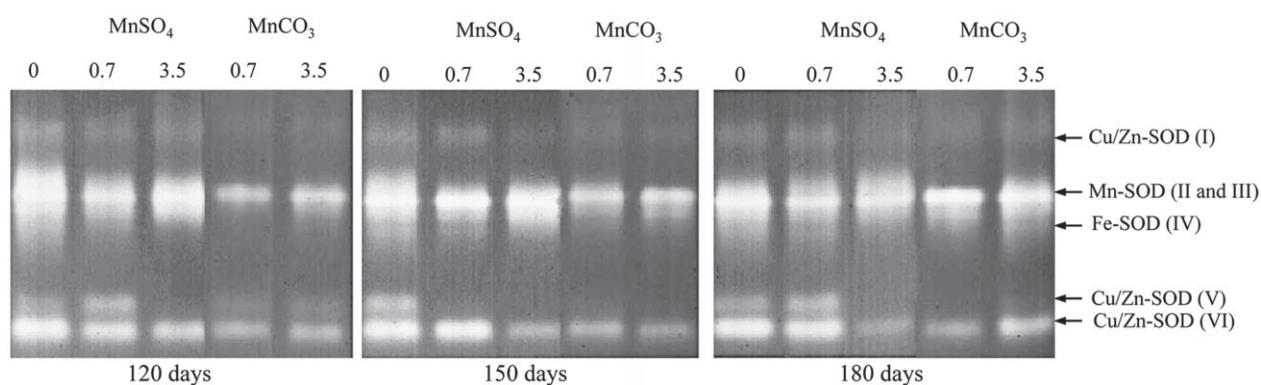 MnSO₄ MnCO₃ MnSO₄ MnCO₃ MnSO₄ MnCO₃
0 0.7 3.5 0.7 3.5 0 0.7 3.5 0.7 3.5 0 0.7 3.5 0.7 3.5
Cu/Zn-SOD (I)
Mn-SOD (II and III)
Fe-SOD (IV)
Cu/Zn-SOD (V)
Cu/Zn-SOD (VI)
120 days 150 days 180 days